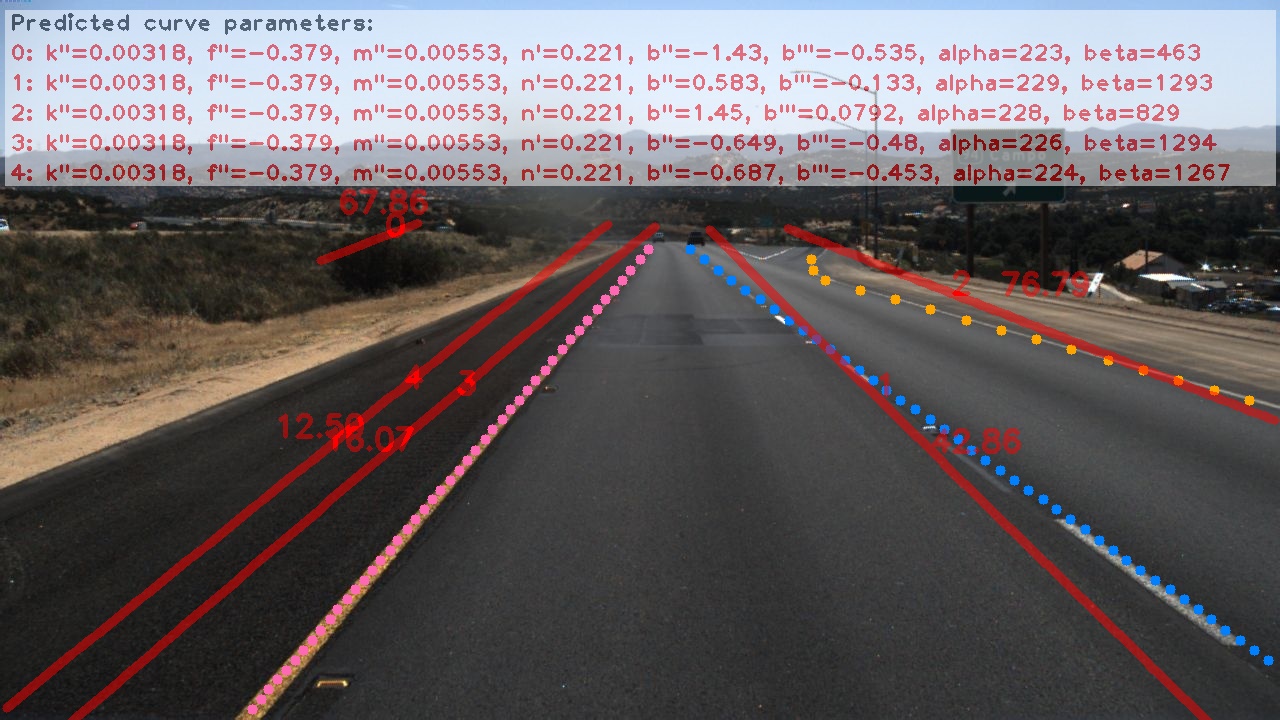 Predicted curve parameters:
0: k''=0.00318, f''=-0.379, m''=0.00553, n'=0.221, b''=-1.43, b'''=-0.535, alpha=223, beta=463
1: k''=0.00318, f''=-0.379, m''=0.00553, n'=0.221, b''=0.583, b'''=-0.133, alpha=229, beta=1293
2: k''=0.00318, f''=-0.379, m''=0.00553, n'=0.221, b''=1.45, b'''=0.0792, alpha=228, beta=829
3: k''=0.00318, f''=-0.379, m''=0.00553, n'=0.221, b''=-0.649, b'''=-0.48, alpha=226, beta=1294
4: k''=0.00318, f''=-0.379, m''=0.00553, n'=0.221, b''=-0.687, b'''=-0.453, alpha=224, beta=1267
Campo
67.86
0
2 76.79
4
3
1
12.50
76.07
42.86